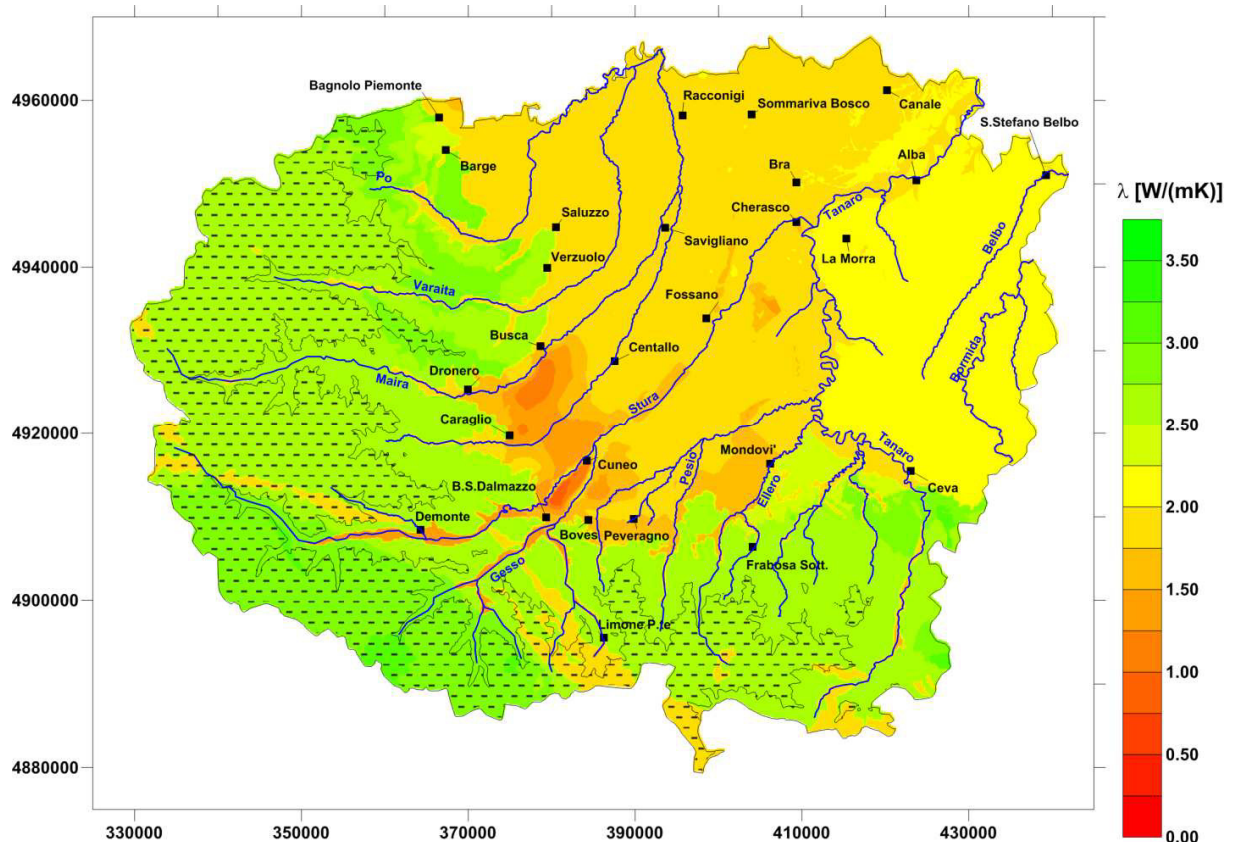 4960000
4940000
4920000
4900000
4880000
330000
350000
370000
390000
410000
430000
Bagnolo Piemonte
Barge
Po
Racconigi
Sommariva Bosco
Canale
S.Stefano Belbo
Bra
Alba
Saluzzo
Cherasco
Tanaro
Savigliano
La Morra
Belbo
Verzuolo
Varaita
Fossano
Busca
Centallo
Bormida
Dronero
Maira
Stura
Caraglio
Mondovi'
Tanaro
Cuneo
Pesio
Ellero
Ceva
B.S.Dalmazzo
Demonte
Boves
Peveragno
Gesso
Frabosa Sott.
Limone P.te
λ [W/(mK)]
3.50
3.00
2.50
2.00
1.50
1.00
0.50
0.00